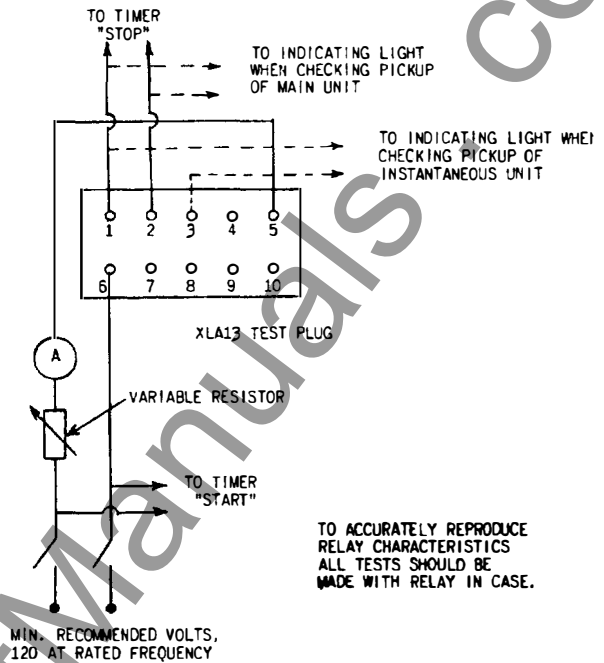 TO TIMER
"STOP"
TO INDICATING LIGHT
WHEN CHECKING PICKUP
OF MAIN UNIT
TO INDICATING LIGHT WHEN
CHECKING PICKUP OF
INSTANTANEOUS UNIT
1 2 3 4 5
6 7 8 9 10
XLA13 TEST PLUG
A
VARIABLE RESISTOR
TO TIMER
"START"
TO ACCURATELY REPRODUCE
RELAY CHARACTERISTICS
ALL TESTS SHOULD BE
MADE WITH RELAY IN CASE.
MIN. RECOMMENDED VOLTS,
120 AT RATED FREQUENCY
Manuals.co